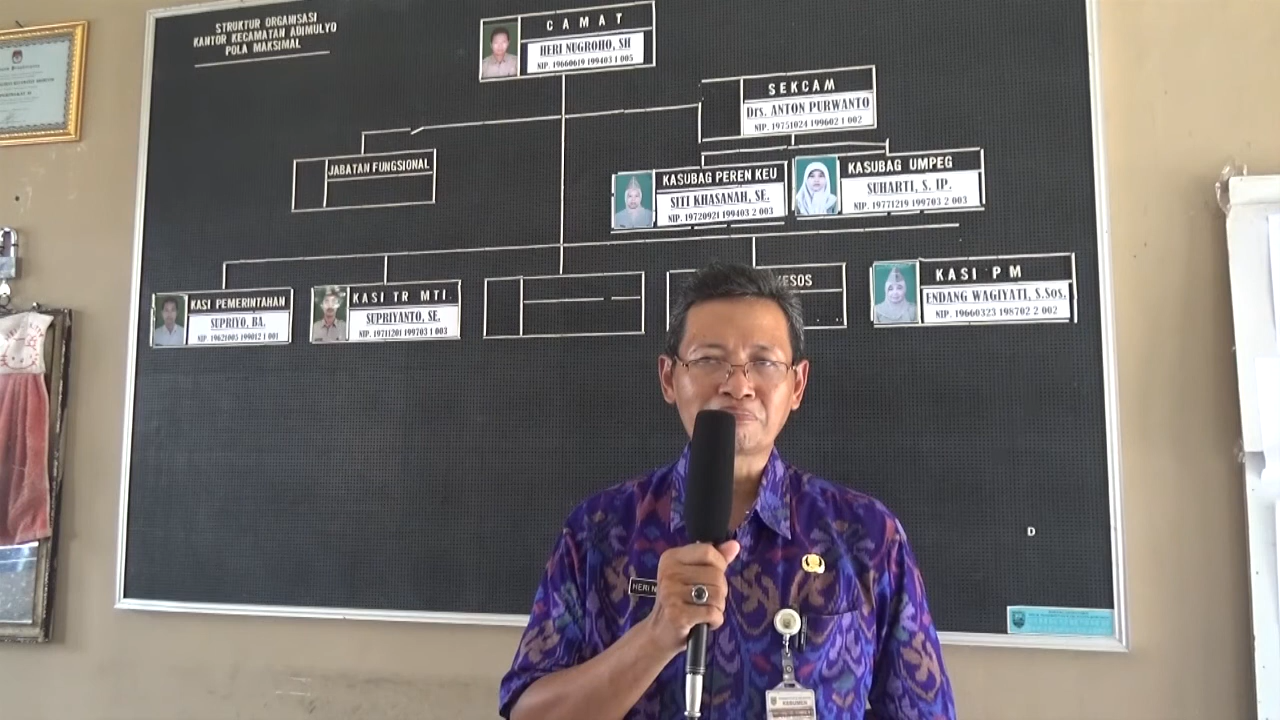 STRUKTUR ORGANISASI
KANTOR KECAMATAN ADIMULYO
POLA MAKSIMAL
CAMAT
HERI NUGROHO, SH
NIP. 19660619 199403 1 005
SEKCAM
Drs. ANTON PURWANTO
NIP. 19751024 199602 1 002
JABATAN FUNGSIONAL
KASUBAG PEREN KEU
SITI KHASANAH, SE.
NIP. 19720921 199403 2 003
KASUBAG UMPEG
SUHARTI, S. IP.
NIP. 19771219 199703 2 003
KASI PEMERINTAHAN
SUPRIYO, BA.
NIP. 19621005 199012 1 001
KASI TR MTI.
SUPRIYANTO, SE.
NIP. 19711201 199703 1 003
KESOS
KASI PM
ENDANG WAGIYATI, S.Sos.
NIP. 19660323 198702 2 002
D
HERI N
KEBUMEN